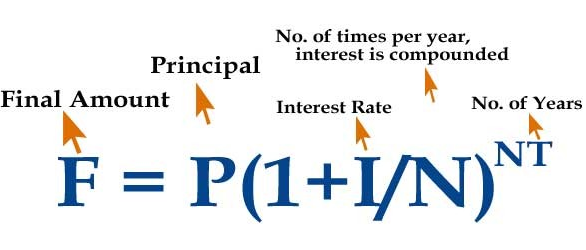 No. of times per year,
interest is compounded
Principal
Final Amount
Interest Rate
No. of Years
F = P(1+I/N)^NT